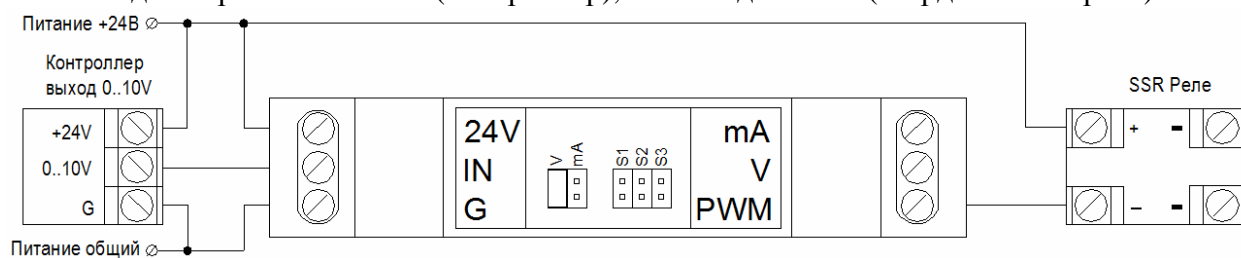 Питание +24В
Контроллер
выход 0..10V
+24V
0..10V
G
Питание общий
24V
IN
G
V
mA
S1
S2
S3
mA
V
PWM
SSR Реле
+
-
–
-